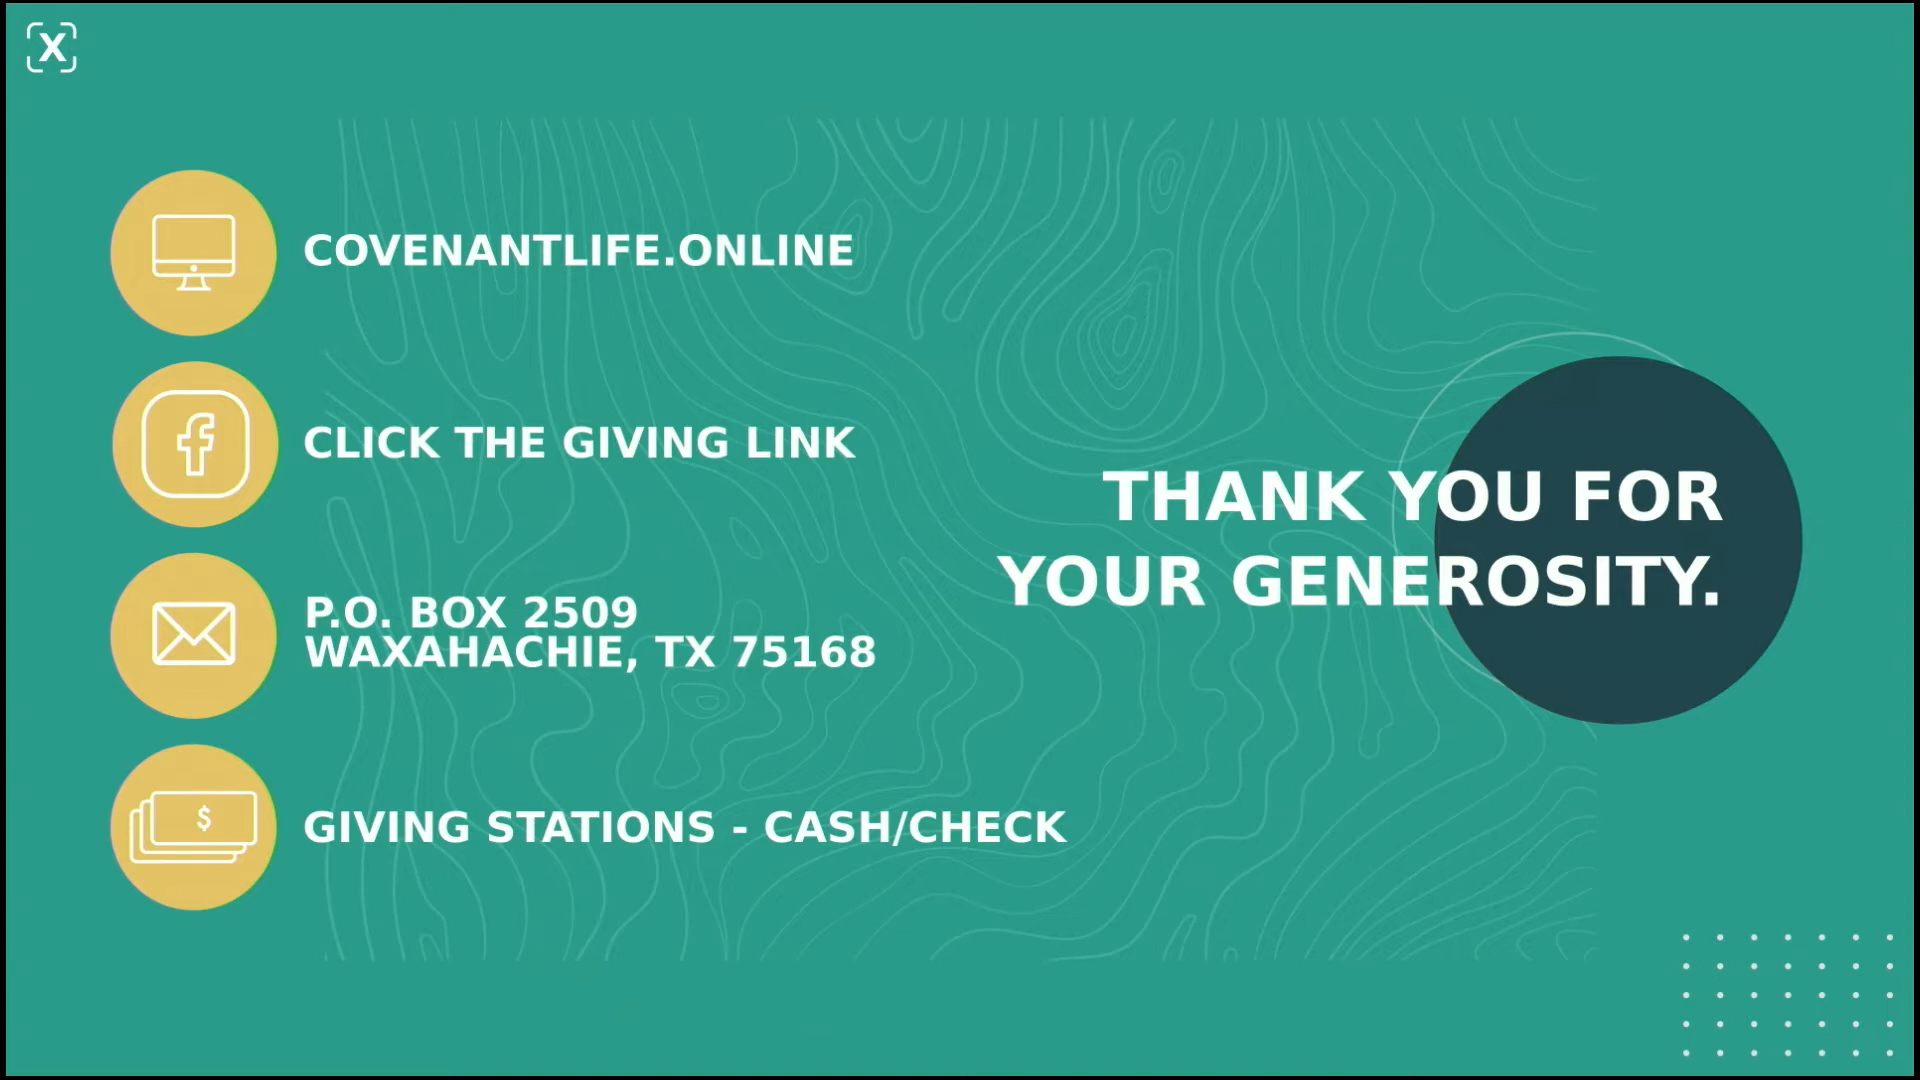 X
COVENANTLIFE.ONLINE
CLICK THE GIVING LINK
P.O. BOX 2509
WAXAHACHIE, TX 75168
$
GIVING STATIONS - CASH/CHECK
THANK YOU FOR
YOUR GENEROSITY.